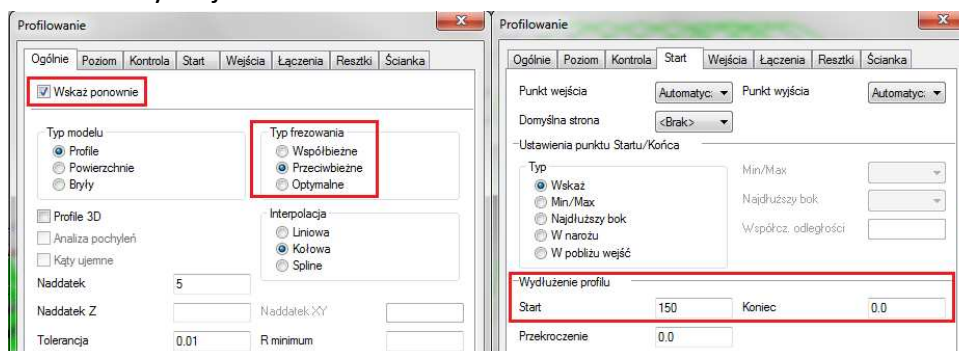 Profilowanie
Ogólnie Poziom Kontrola Start Wejścia Łączenia Resztki Ścianka
Wskaż ponownie
Typ modelu
Profile
Powierzchnie
Bryły
Typ frezowania
Współbieżne
Przeciwbieżne
Optymalne
Profile 3D
Analiza pochyleń
Kąty ujemne
Interpolacja
Liniowa
Kołowa
Spline
Naddatek 5
Naddatek Z Naddatek XY
Tolerancja 0.01 R minimum
Profilowanie
Ogólnie Poziom Kontrola Start Wejścia Łączenia Resztki Ścianka
Punkt wejścia Automatyc: Punkt wyjścia Automatyc:
Domyślna strona <Brak>
Ustawienia punktu Startu/Końca
Typ
Wskaż
Min/Max
Najdłuższy bok
W narożu
W pobliżu wejść
Min/Max
Najdłuższy bok
Współcz. odległości
Wydłużenie profilu
Start 150 Koniec 0.0
Przekroczenie 0.0